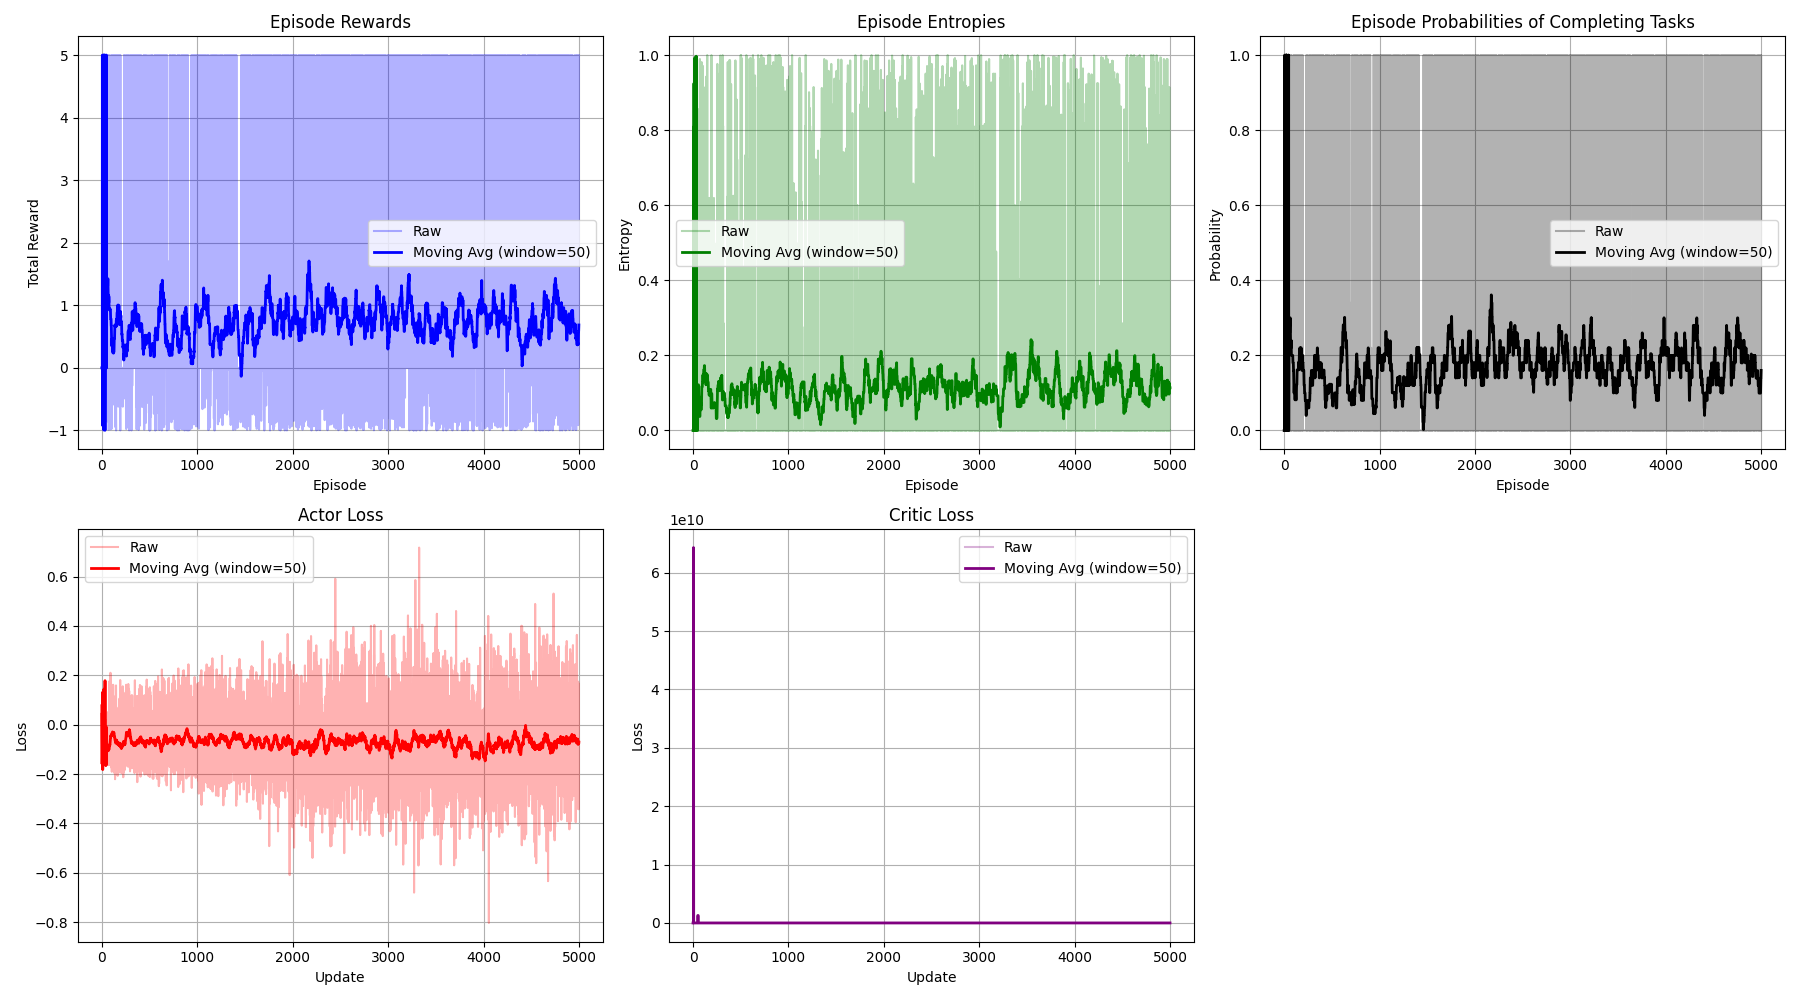 Episode Rewards
Total Reward
5
4
3
2
1
0
−1
Raw
Moving Avg (window=50)
0 1000 2000 3000 4000 5000
Episode
Episode Entropies
Entropy
1.0
0.8
0.6
0.4
0.2
0.0
Raw
Moving Avg (window=50)
0 1000 2000 3000 4000 5000
Episode
Episode Probabilities of Completing Tasks
Probability
1.0
0.8
0.6
0.4
0.2
0.0
Raw
Moving Avg (window=50)
0 1000 2000 3000 4000 5000
Episode
Actor Loss
Loss
0.6
0.4
0.2
0.0
−0.2
−0.4
−0.6
−0.8
Raw
Moving Avg (window=50)
0 1000 2000 3000 4000 5000
Update
Critic Loss
1e10
Loss
6
5
4
3
2
1
0
Raw
Moving Avg (window=50)
0 1000 2000 3000 4000 5000
Update